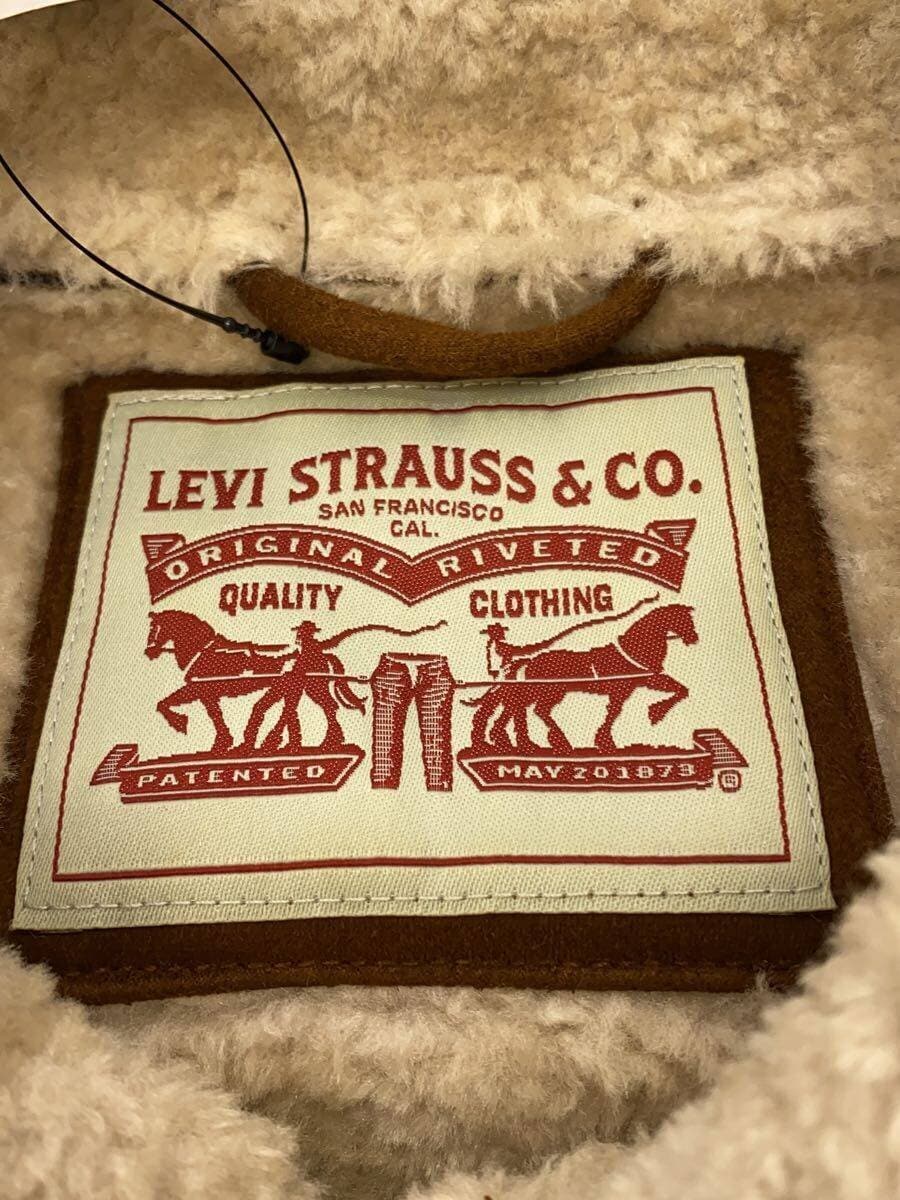 LEVI STRAUSS & CO.
SAN FRANCISCO
CAL.
ORIGINAL RIVETED
QUALITY CLOTHING
PATENTED MAY 20 1873 ®